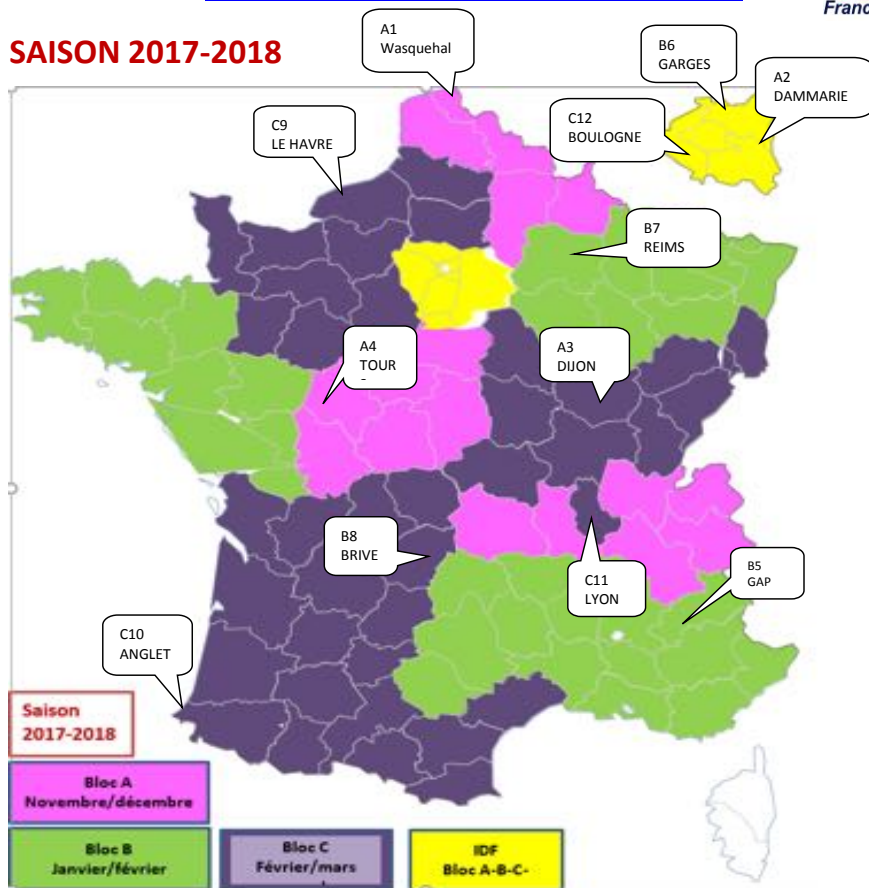 Franc
SAISON 2017-2018
A1
Wasquehal
B6
GARGES
A2
DAMMARIE
C12
BOULOGNE
C9
LE HAVRE
B7
REIMS
A4
TOUR
A3
DIJON
B8
BRIVE
C11
LYON
B5
GAP
C10
ANGLET
Saison
2017-2018
Bloc A
Novembre/décembre
Bloc B
Janvier/février
Bloc C
Février/mars
IDF
Bloc A-B-C-